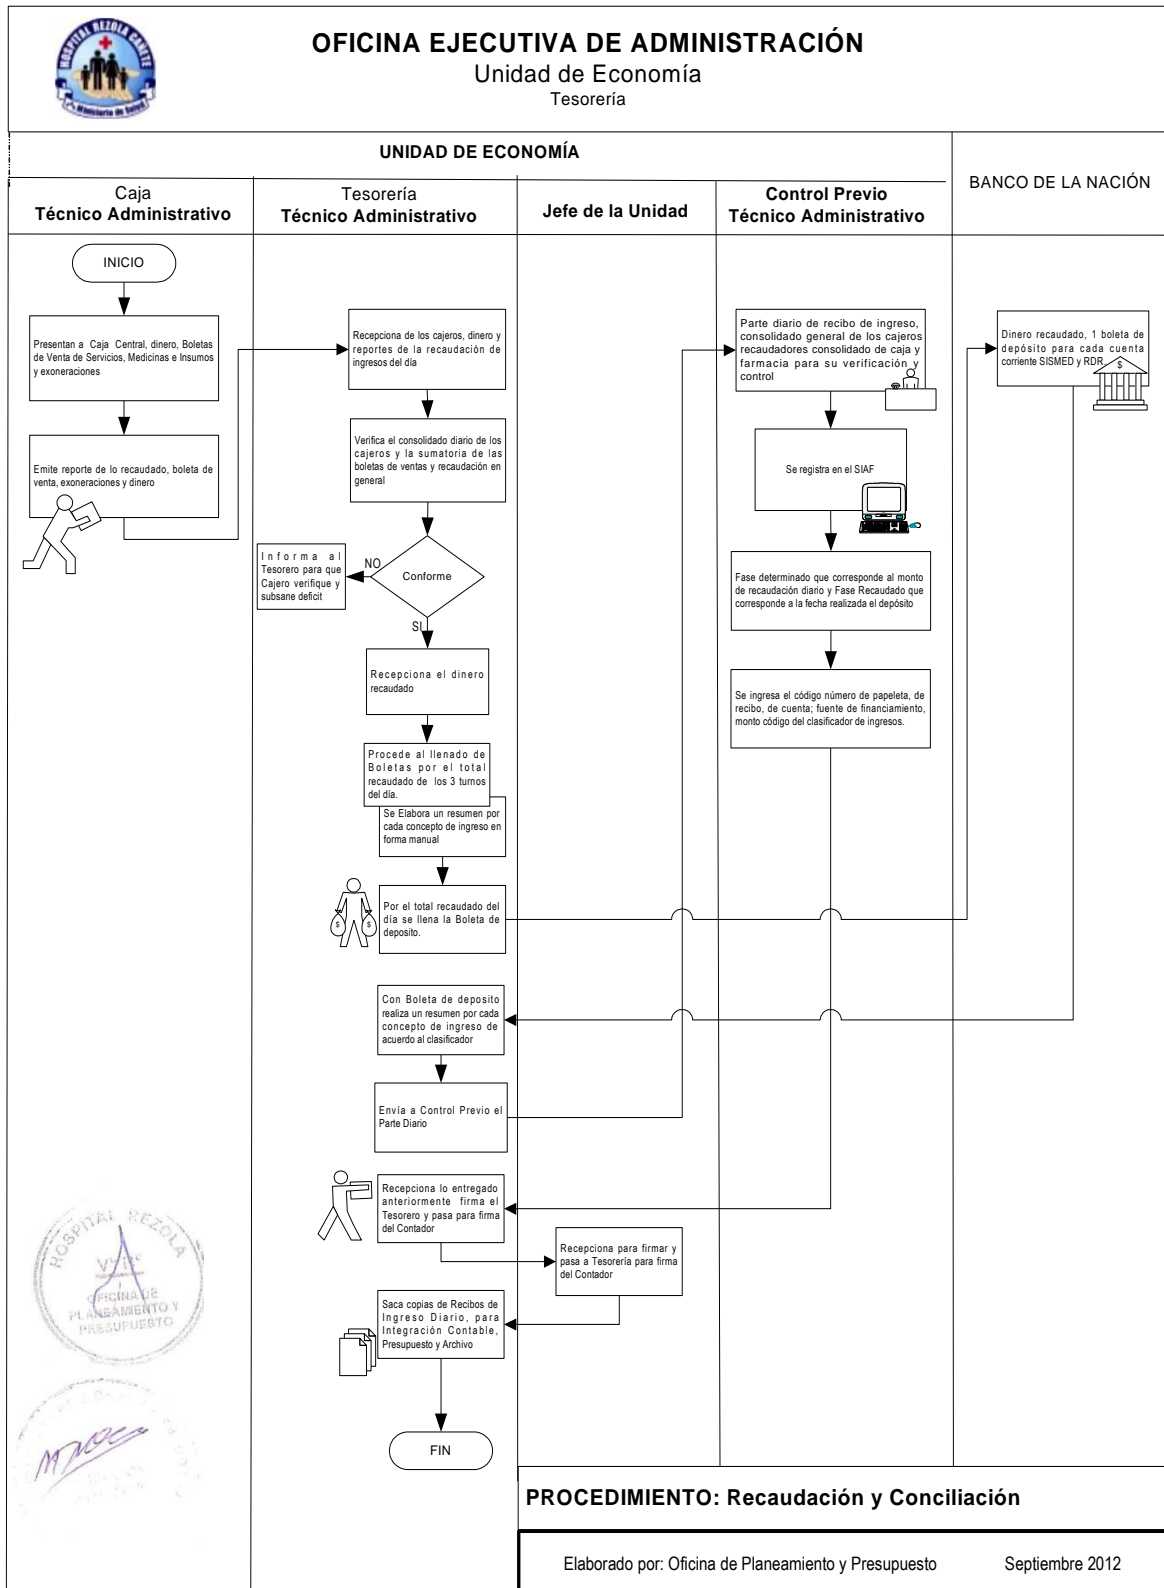 HOSPITAL REZOLA CAÑETE
Ministerio de Salud
OFICINA EJECUTIVA DE ADMINISTRACIÓN
Unidad de Economía
Tesorería
UNIDAD DE ECONOMÍA
BANCO DE LA NACIÓN
Caja
Técnico Administrativo
Tesorería
Técnico Administrativo
Jefe de la Unidad
Control Previo
Técnico Administrativo
INICIO
Presentan a Caja Central, dinero, Boletas
de Venta de Servicios, Medicinas e Insumos
y exoneraciones
Emite reporte de lo recaudado, boleta de
venta, exoneraciones y dinero
Recepciona de los cajeros, dinero y
reportes de la recaudación de
ingresos del día
Verifica el consolidado diario de los
cajeros y la sumatoria de las
boletas de ventas y recaudación en
general
Conforme
NO
Informa al
Tesorero para que
Cajero verifique y
subsane deficit
SI
Recepciona el dinero
recaudado
Procede al llenado de
Boletas por el total
recaudado de los 3 turnos
del día.
Se Elabora un resumen por
cada concepto de ingreso en
forma manual
Por el total recaudado del
día se llena la Boleta de
deposito.
$ $
Dinero recaudado, 1 boleta de
depósito para cada cuenta
corriente SISMED y RDR
$
Con Boleta de deposito
realiza un resumen por cada
concepto de ingreso de
acuerdo al clasificador
Envía a Control Previo el
Parte Diario
Parte diario de recibo de ingreso,
consolidado general de los cajeros
recaudadores consolidado de caja y
farmacia para su verificación y
control
Se registra en el SIAF
Fase determinado que corresponde al monto
de recaudación diario y Fase Recaudado que
corresponde a la fecha realizada el depósito
Se ingresa el código número de papeleta, de
recibo, de cuenta; fuente de financiamiento,
monto código del clasificador de ingresos.
Recepciona lo entregado
anteriormente firma el
Tesorero y pasa para firma
del Contador
Recepciona para firmar y
pasa a Tesorería para firma
del Contador
Saca copias de Recibos de
Ingreso Diario, para
Integración Contable,
Presupuesto y Archivo
FIN
HOSPITAL REZOLA
OFICINA DE
PLANEAMIENTO Y
PRESUPUESTO
PROCEDIMIENTO: Recaudación y Conciliación
Elaborado por: Oficina de Planeamiento y Presupuesto Septiembre 2012